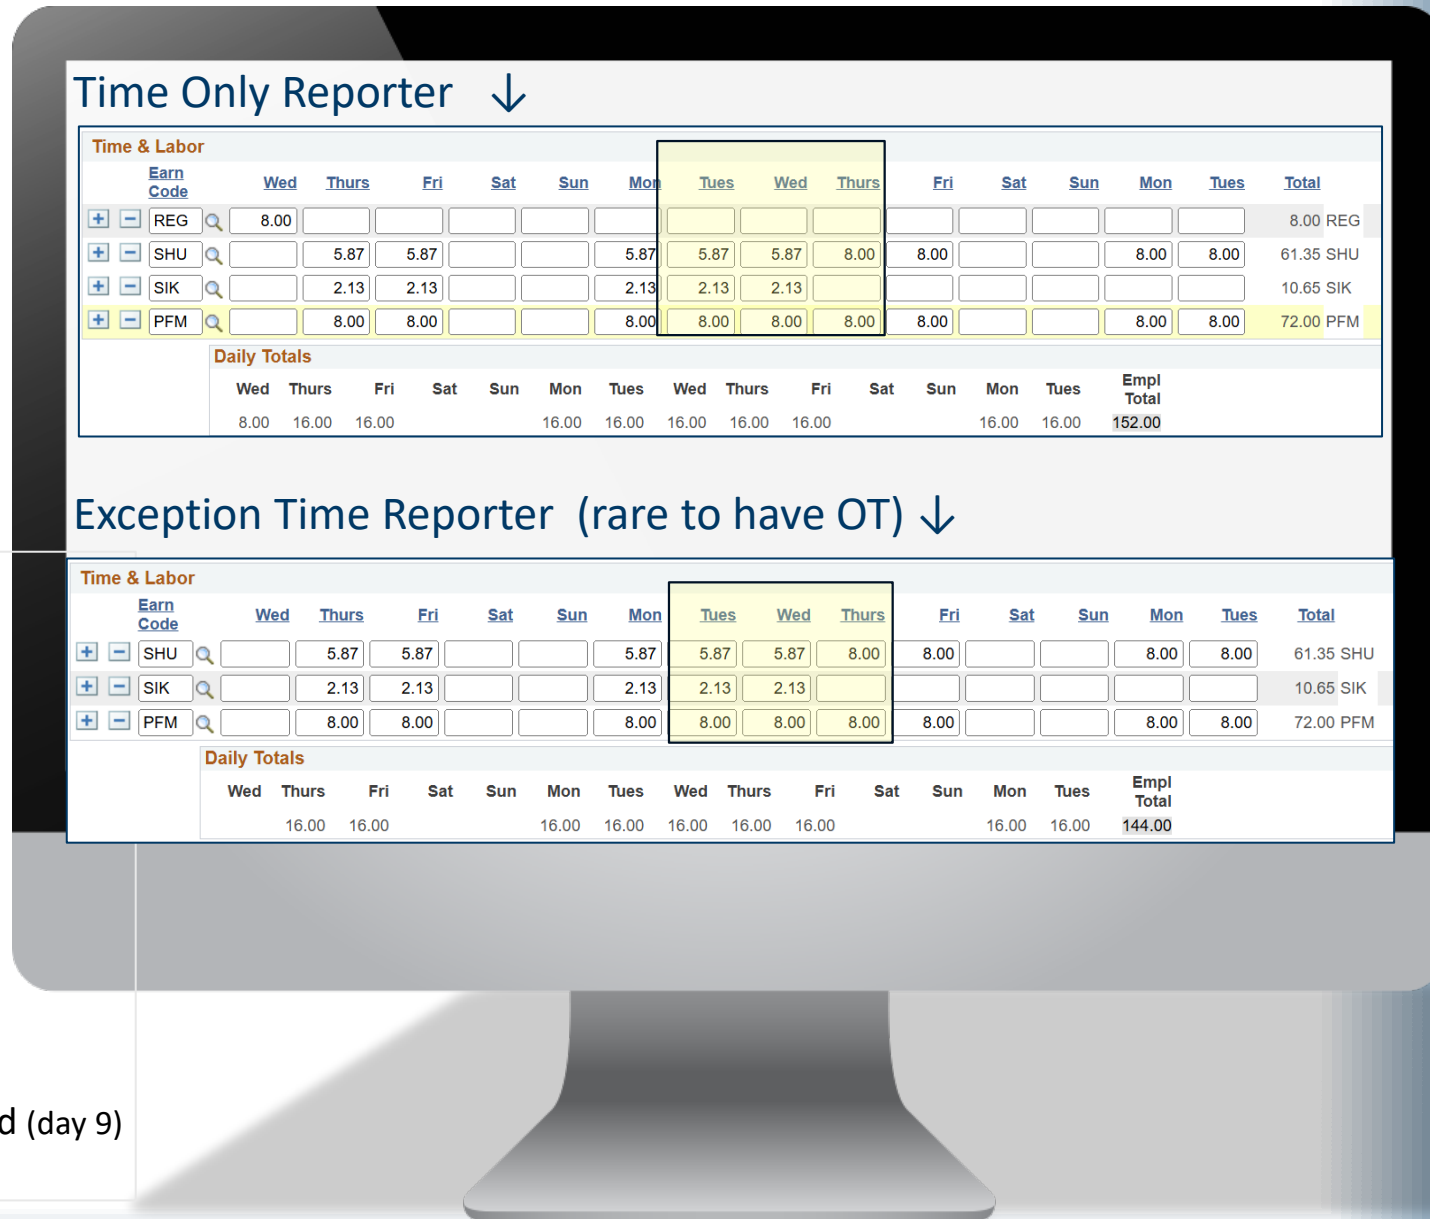 Time Only Reporter ↓
Time & Labor
Earn Code Wed Thurs Fri Sat Sun Mon Tues Wed Thurs Fri Sat Sun Mon Tues Total
REG 8.00 8.00 REG
SHU 5.87 5.87 5.87 5.87 5.87 8.00 8.00 8.00 8.00 61.35 SHU
SIK 2.13 2.13 2.13 2.13 2.13 10.65 SIK
PFM 8.00 8.00 8.00 8.00 8.00 8.00 8.00 8.00 8.00 72.00 PFM
Daily Totals
Wed Thurs Fri Sat Sun Mon Tues Wed Thurs Fri Sat Sun Mon Tues Empl Total
8.00 16.00 16.00 16.00 16.00 16.00 16.00 16.00 16.00 16.00 152.00
Exception Time Reporter (rare to have OT) ↓
Time & Labor
Earn Code Wed Thurs Fri Sat Sun Mon Tues Wed Thurs Fri Sat Sun Mon Tues Total
SHU 5.87 5.87 5.87 5.87 5.87 8.00 8.00 8.00 8.00 61.35 SHU
SIK 2.13 2.13 2.13 2.13 2.13 10.65 SIK
PFM 8.00 8.00 8.00 8.00 8.00 8.00 8.00 8.00 8.00 72.00 PFM
Daily Totals
Wed Thurs Fri Sat Sun Mon Tues Wed Thurs Fri Sat Sun Mon Tues Empl Total
16.00 16.00 16.00 16.00 16.00 16.00 16.00 16.00 16.00 144.00
(day 9)